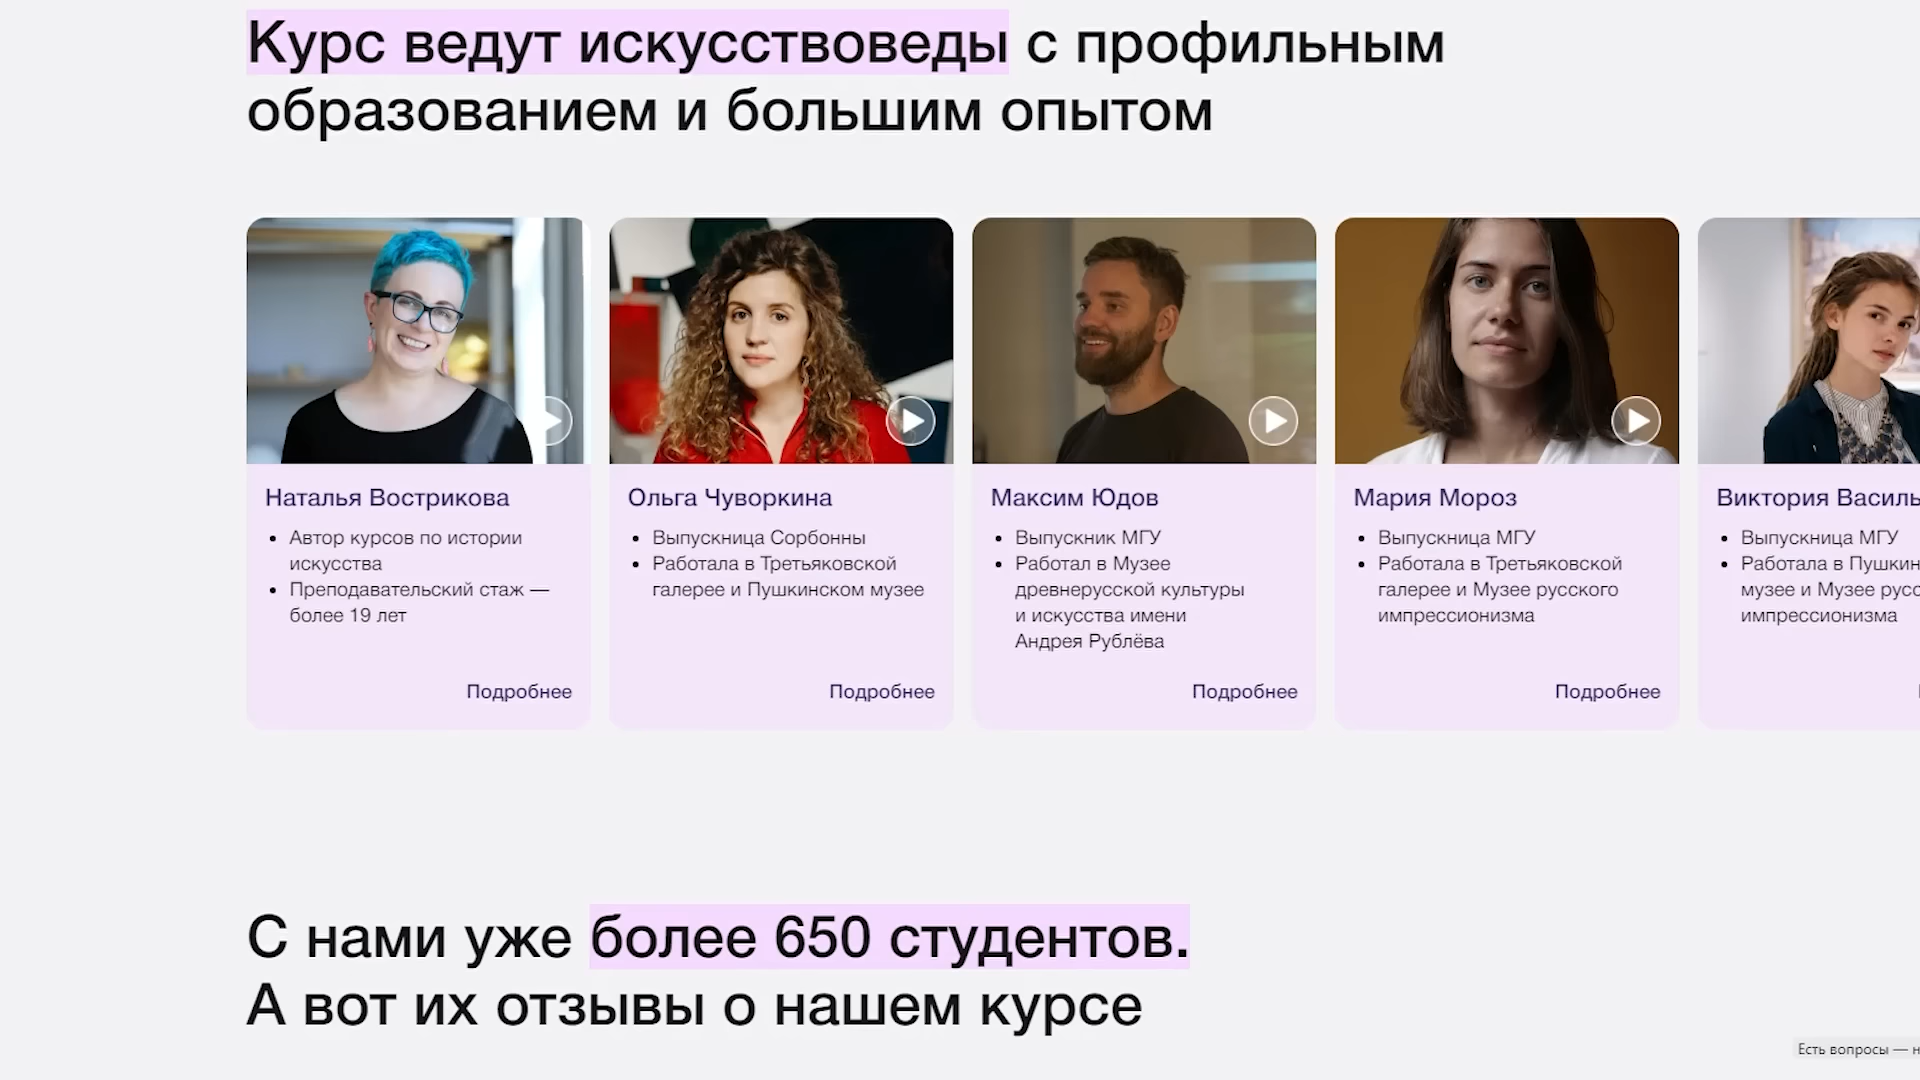 Курс ведут искусствоведы с профильным
образованием и большим опытом
Наталья Вострикова
Автор курсов по истории
искусства
Преподавательский стаж —
более 19 лет
Подробнее
Ольга Чуворкина
Выпускница Сорбонны
Работала в Третьяковской
галерее и Пушкинском музее
Подробнее
Максим Юдов
Выпускник МГУ
Работал в Музее
древнерусской культуры
и искусства имени
Андрея Рублёва
Подробнее
Мария Мороз
Выпускница МГУ
Работала в Третьяковской
галерее и Музее русского
импрессионизма
Подробнее
Виктория Василь
Выпускница МГУ
Работала в Пушкин
музее и Музее русс
импрессионизма
С нами уже более 650 студентов.
А вот их отзывы о нашем курсе
Есть вопросы — н